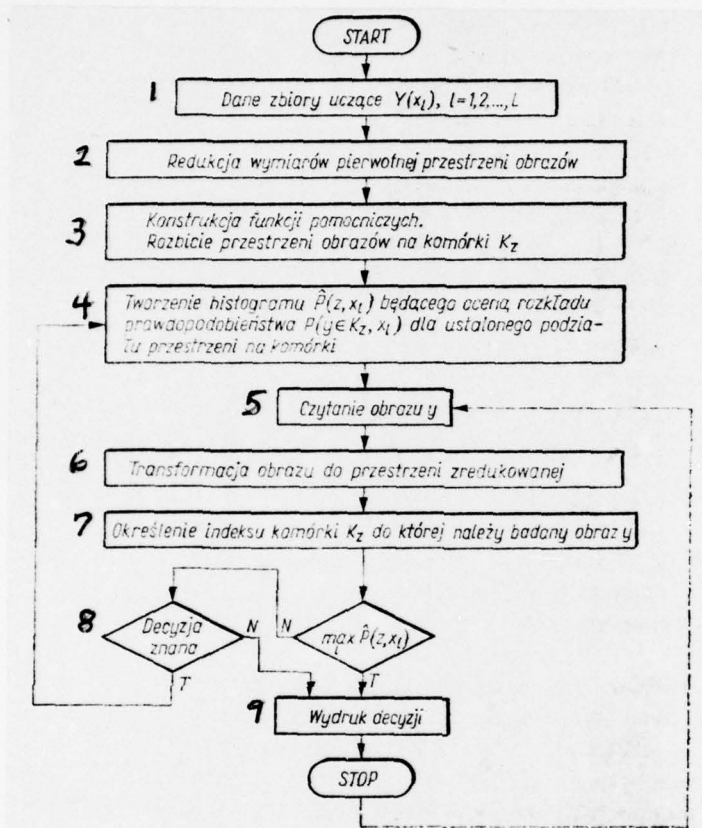 START
1
Dane zbiory uczące Y(x_l), l=1,2,...,L
2
Redukcja wymiarów pierwotnej przestrzeni obrazów
3
Konstrukcja funkcji pomocniczych.
Rozbicie przestrzeni obrazów na komórki K_z
4
Tworzenie histogramu P̂(z,x_l) będącego oceną rozkładu
prawdopodobieństwa P(y∈K_z,x_l) dla ustalonego podzia-
łu przestrzeni na komórki
5
Czytanie obrazu y
6
Transformacja obrazu do przestrzeni zredukowanej
7
Określenie indeksu komórki K_z do której należy badany obraz y
8
Decyzja
znana
N
N
max P̂(z,x_l)
l
T
T
9
Wydruk decyzji
STOP